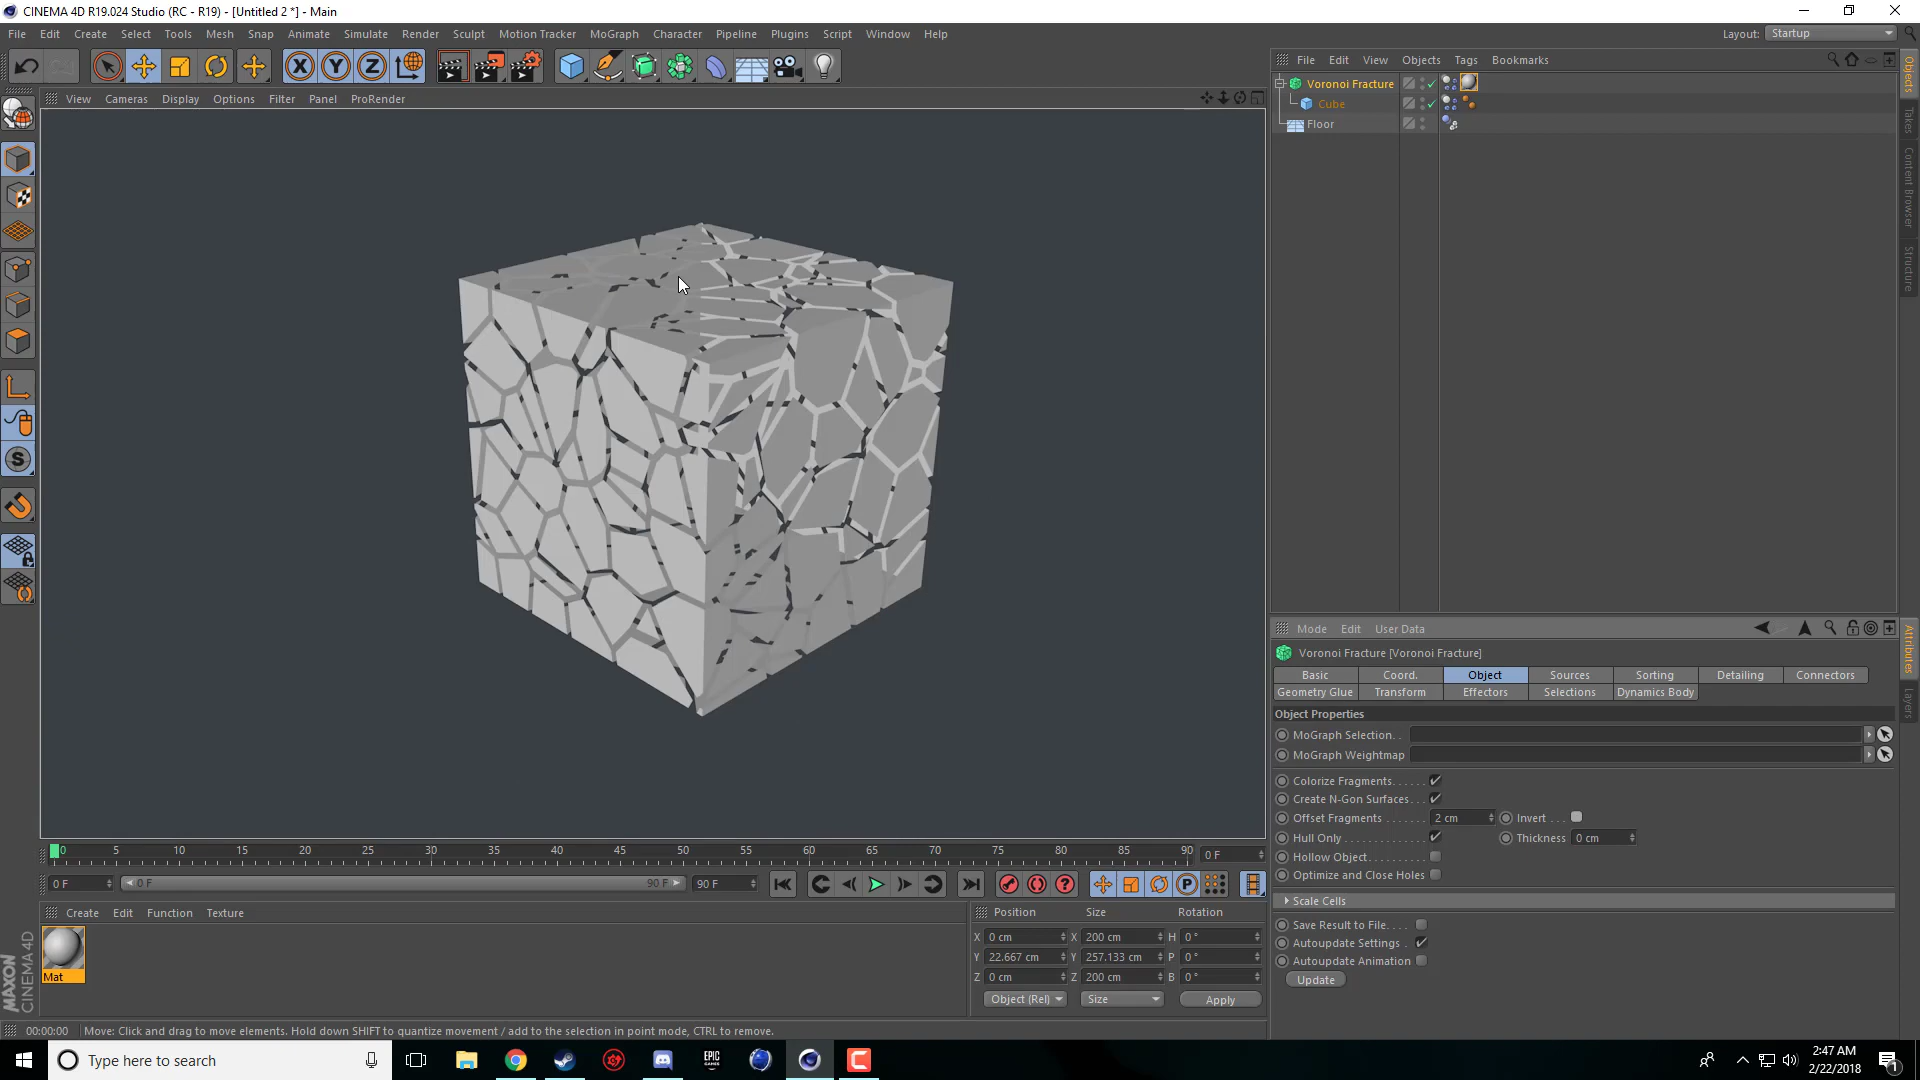 CINEMA 4D R19.024 Studio (RC - R19) - [Untitled 2 *] - Main
File Edit Create Select Tools Mesh Snap Animate Simulate Render Sculpt Motion Tracker MoGraph Character Pipeline Plugins Script Window Help Layout: Startup
File Edit View Objects Tags Bookmarks
Voronoi Fracture
Cube
Floor
View Cameras Display Options Filter Panel ProRender
Objects
Takes
Content Browser
Structure
Mode Edit User Data
Voronoi Fracture [Voronoi Fracture]
Basic Coord. Object Sources Sorting Detailing Connectors
Geometry Glue Transform Effectors Selections Dynamics Body
Object Properties
MoGraph Selection. .
MoGraph Weightmap
Colorize Fragments. . . . . .
Create N-Gon Surfaces. . .
Offset Fragments . . . . . . . 2 cm Invert . . .
Hull Only . . . . . . . . . . . . . Thickness 0 cm
Hollow Object. . . . . . . . . .
Optimize and Close Holes
Scale Cells
Save Result to File. . . .
Autoupdate Settings .
Autoupdate Animation
Update
Attributes
Layers
0 5 10 15 20 25 30 35 40 45 50 55 60 65 70 75 80 85 90 0 F
0 F 0 F 90 F 90 F
Create Edit Function Texture
Mat
MAXON
CINEMA 4D
Position Size Rotation
X 0 cm X 200 cm H 0 °
Y 22.667 cm Y 257.133 cm P 0 °
Z 0 cm Z 200 cm B 0 °
Object (Rel) Size Apply
00:00:00 Move: Click and drag to move elements. Hold down SHIFT to quantize movement / add to the selection in point mode, CTRL to remove.
Type here to search
EPIC
GAMES
2:47 AM
2/22/2018
1